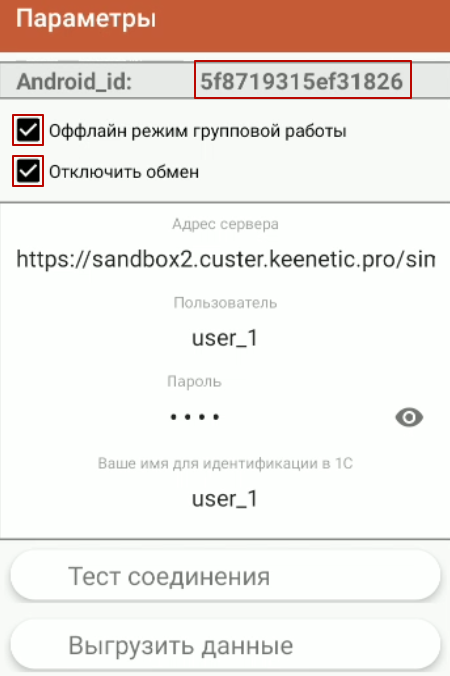 Параметры
Android_id: 5f8719315ef31826
Оффлайн режим групповой работы
Отключить обмен
Адрес сервера
https://sandbox2.custer.keenetic.pro/sim
Пользователь
user_1
Пароль
••••
Ваше имя для идентификации в 1С
user_1
Тест соединения
Выгрузить данные